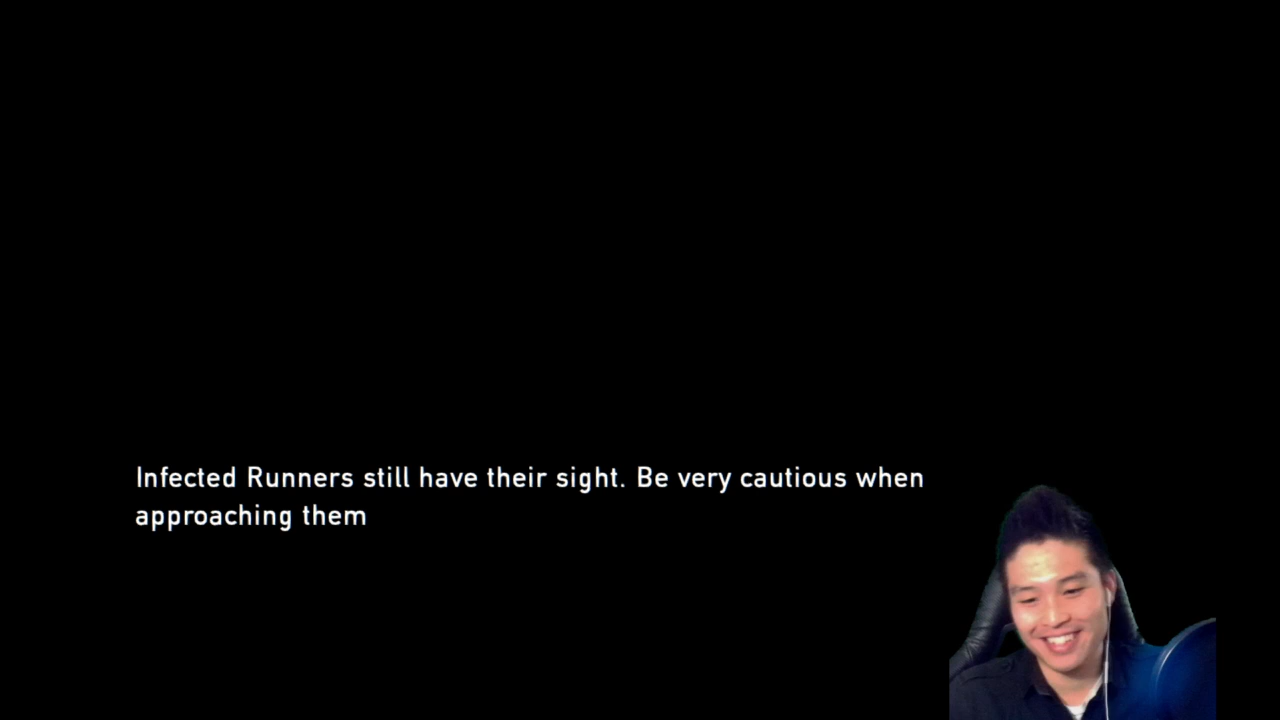 Infected Runners still have their sight. Be very cautious when
approaching them